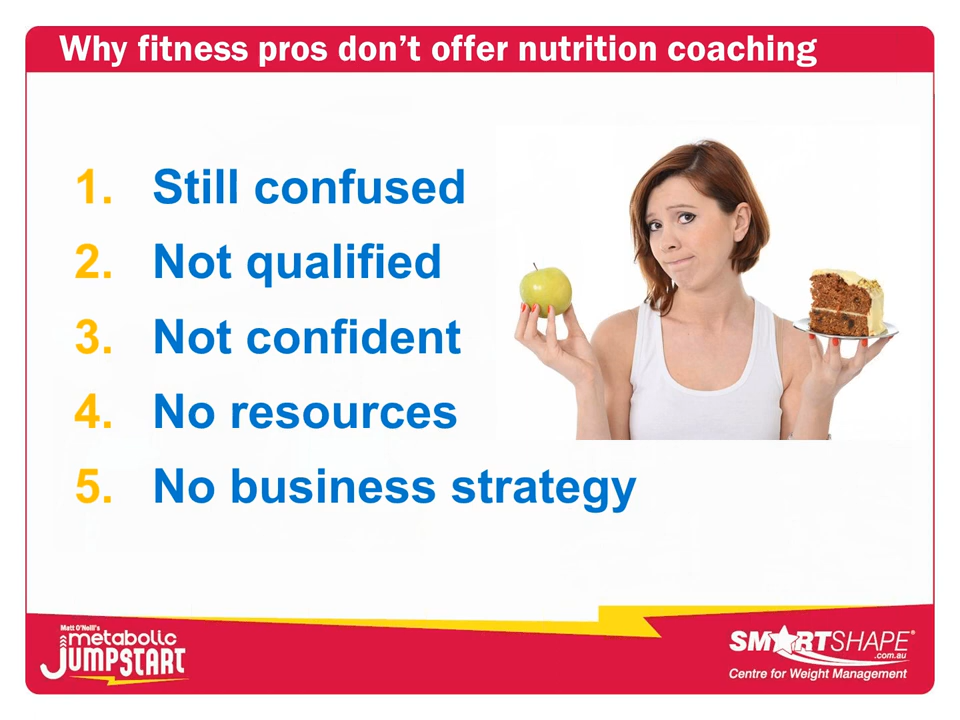 Why fitness pros don’t offer nutrition coaching
1. Still confused
2. Not qualified
3. Not confident
4. No resources
5. No business strategy
Matt O'Neill's
metabolic
JUMPSTART
SMARTSHAPE®
.com.au
Centre for Weight Management